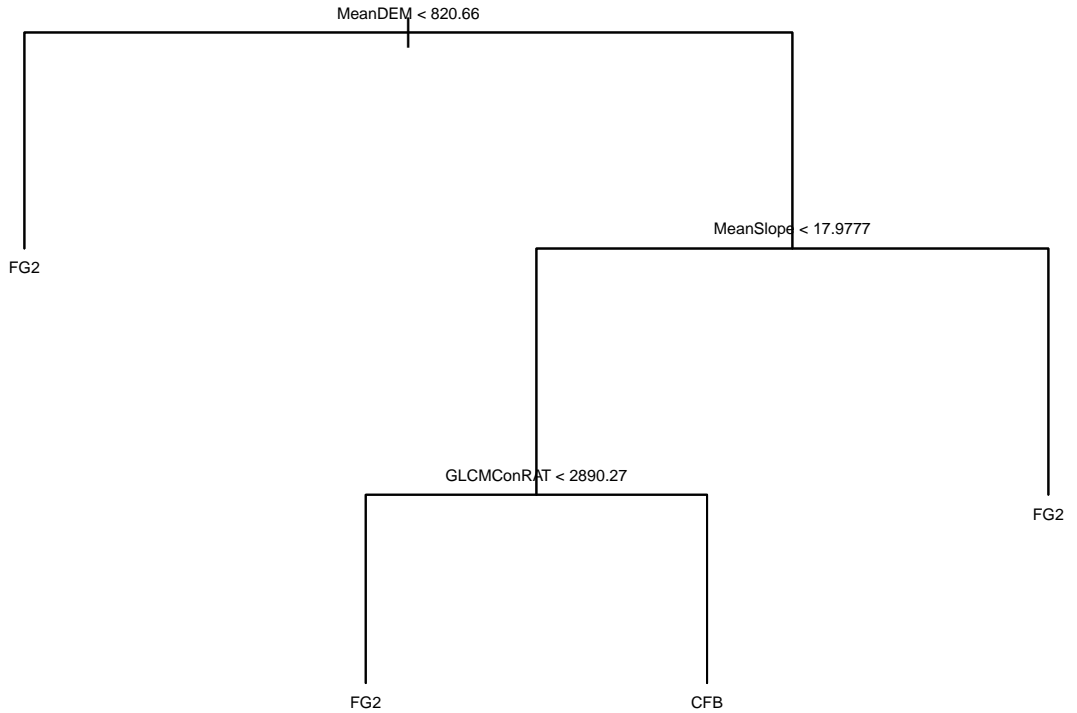 MeanDEM < 820.66
MeanSlope < 17.9777
FG2
GLCMConRAT < 2890.27
FG2
FG2
CFB